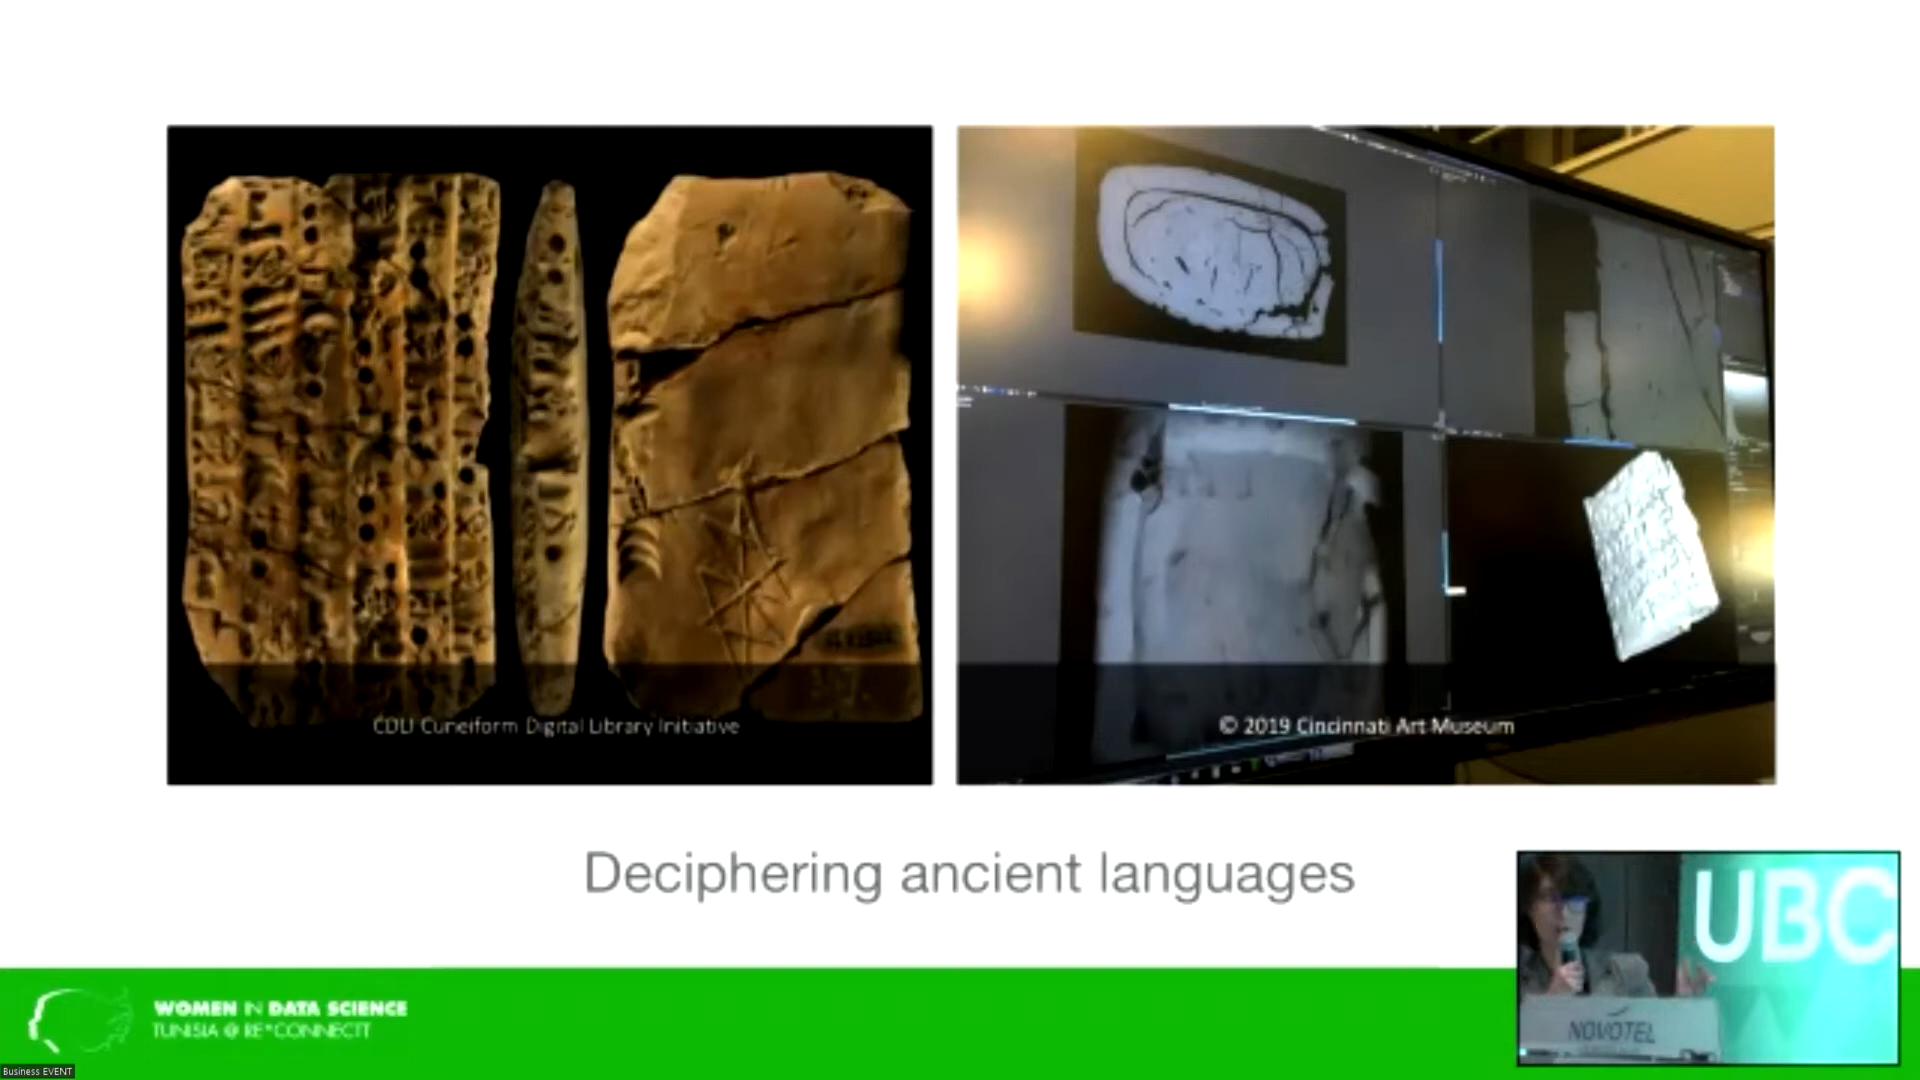 CDLI Cuneiform Digital Library Initiative
© 2019 Cincinnati Art Museum
Deciphering ancient languages
UBC
NOVOTEL
WOMEN IN DATA SCIENCE
TUNISIA @ RE*CONNECTT
Business EVENT